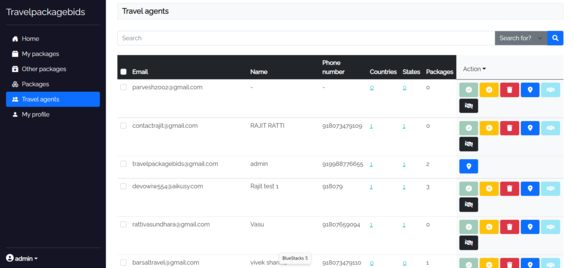 Travelpackagebids
Home
My packages
Other packages
Packages
Travel agents
My profile
admin
Travel agents
Search
Search for?
Email Name Phone number Countries States Packages Action
parvesh2002@gmail.com - - 0 0 0
contactrajit@gmail.com RAJIT RATTI 918073479109 1 1 0
travelpackagebids@gmail.com admin 919988776655 1 1 2
devowiw554@aikusy.com Rajit test 1 918079 1 1 3
rattivasundhara@gmail.com Vasu 91807659094 1 1 0
barsaltravel@gmail.com vivek 918073479110 0 0 1
BlueStacks 5